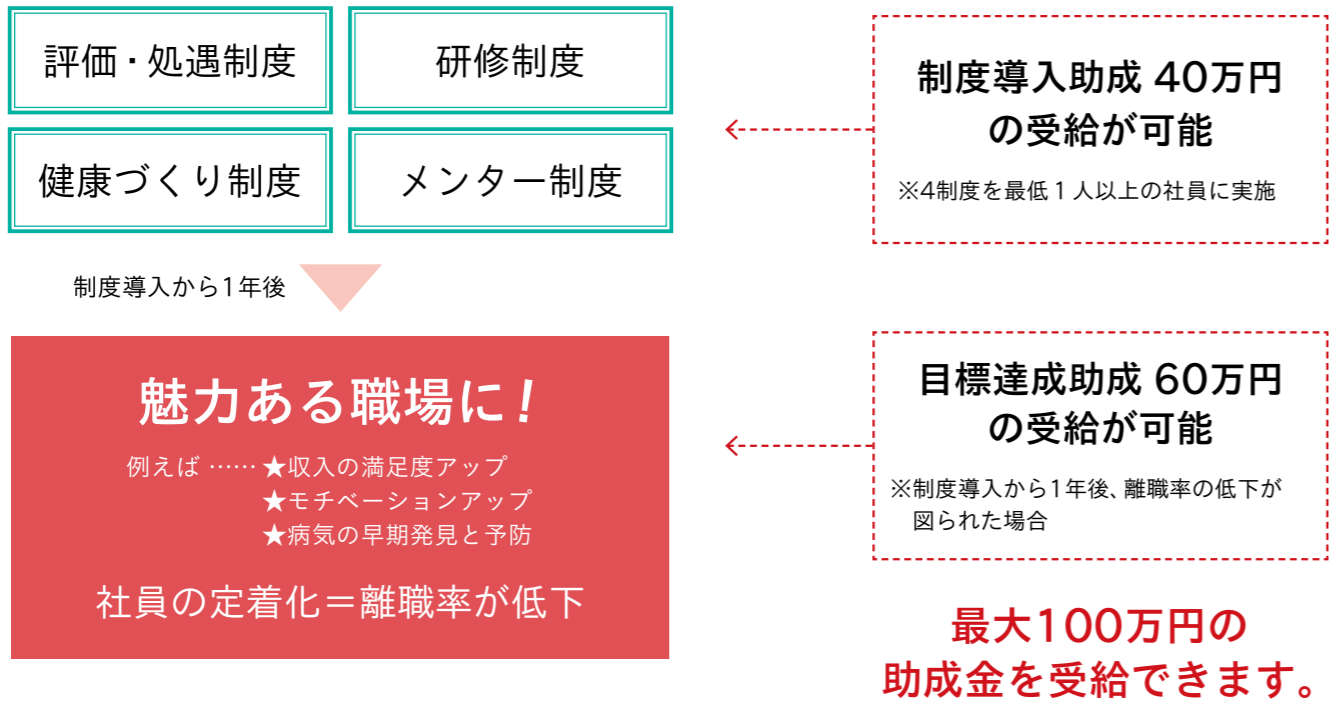 評価・処遇制度
研修制度
健康づくり制度
メンター制度
制度導入助成 40万円
の受給が可能
※4制度を最低1人以上の社員に実施
制度導入から1年後
魅力ある職場に!
例えば …… ★収入の満足度アップ
★モチベーションアップ
★病気の早期発見と予防
社員の定着化＝離職率が低下
目標達成助成 60万円
の受給が可能
※制度導入から1年後、離職率の低下が
図られた場合
最大100万円の
助成金を受給できます。